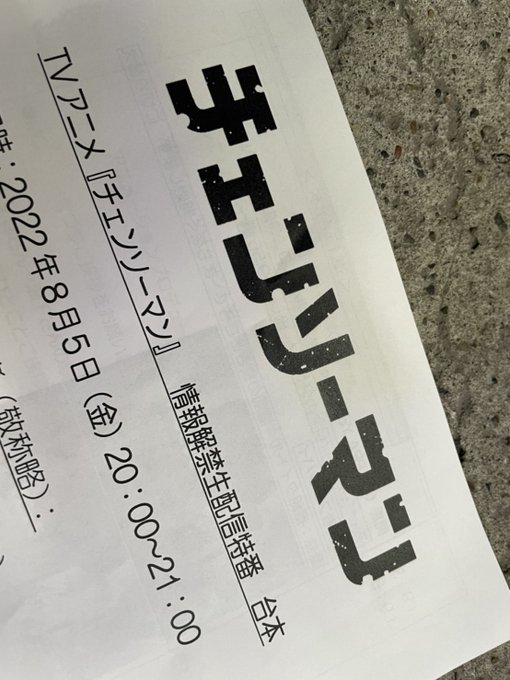 チェンソーマン
TVアニメ『チェンソーマン』 情報解禁生配信特番 台本
時：2022年8月5日（金）20：00～21：00
（敬称略）：